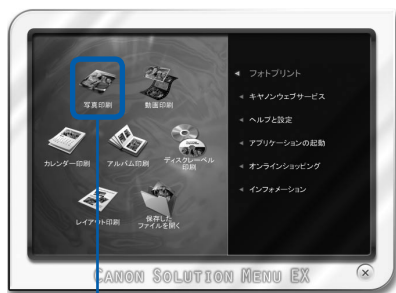 写真印刷
動画印刷
カレンダー印刷
アルバム印刷
ディスクレーベル
印刷
レイアウト印刷
保存した
ファイルを開く
フォトプリント
キヤノンウェブサービス
ヘルプと設定
アプリケーションの起動
オンラインショッピング
インフォメーション
CANON SOLUTION MENU EX